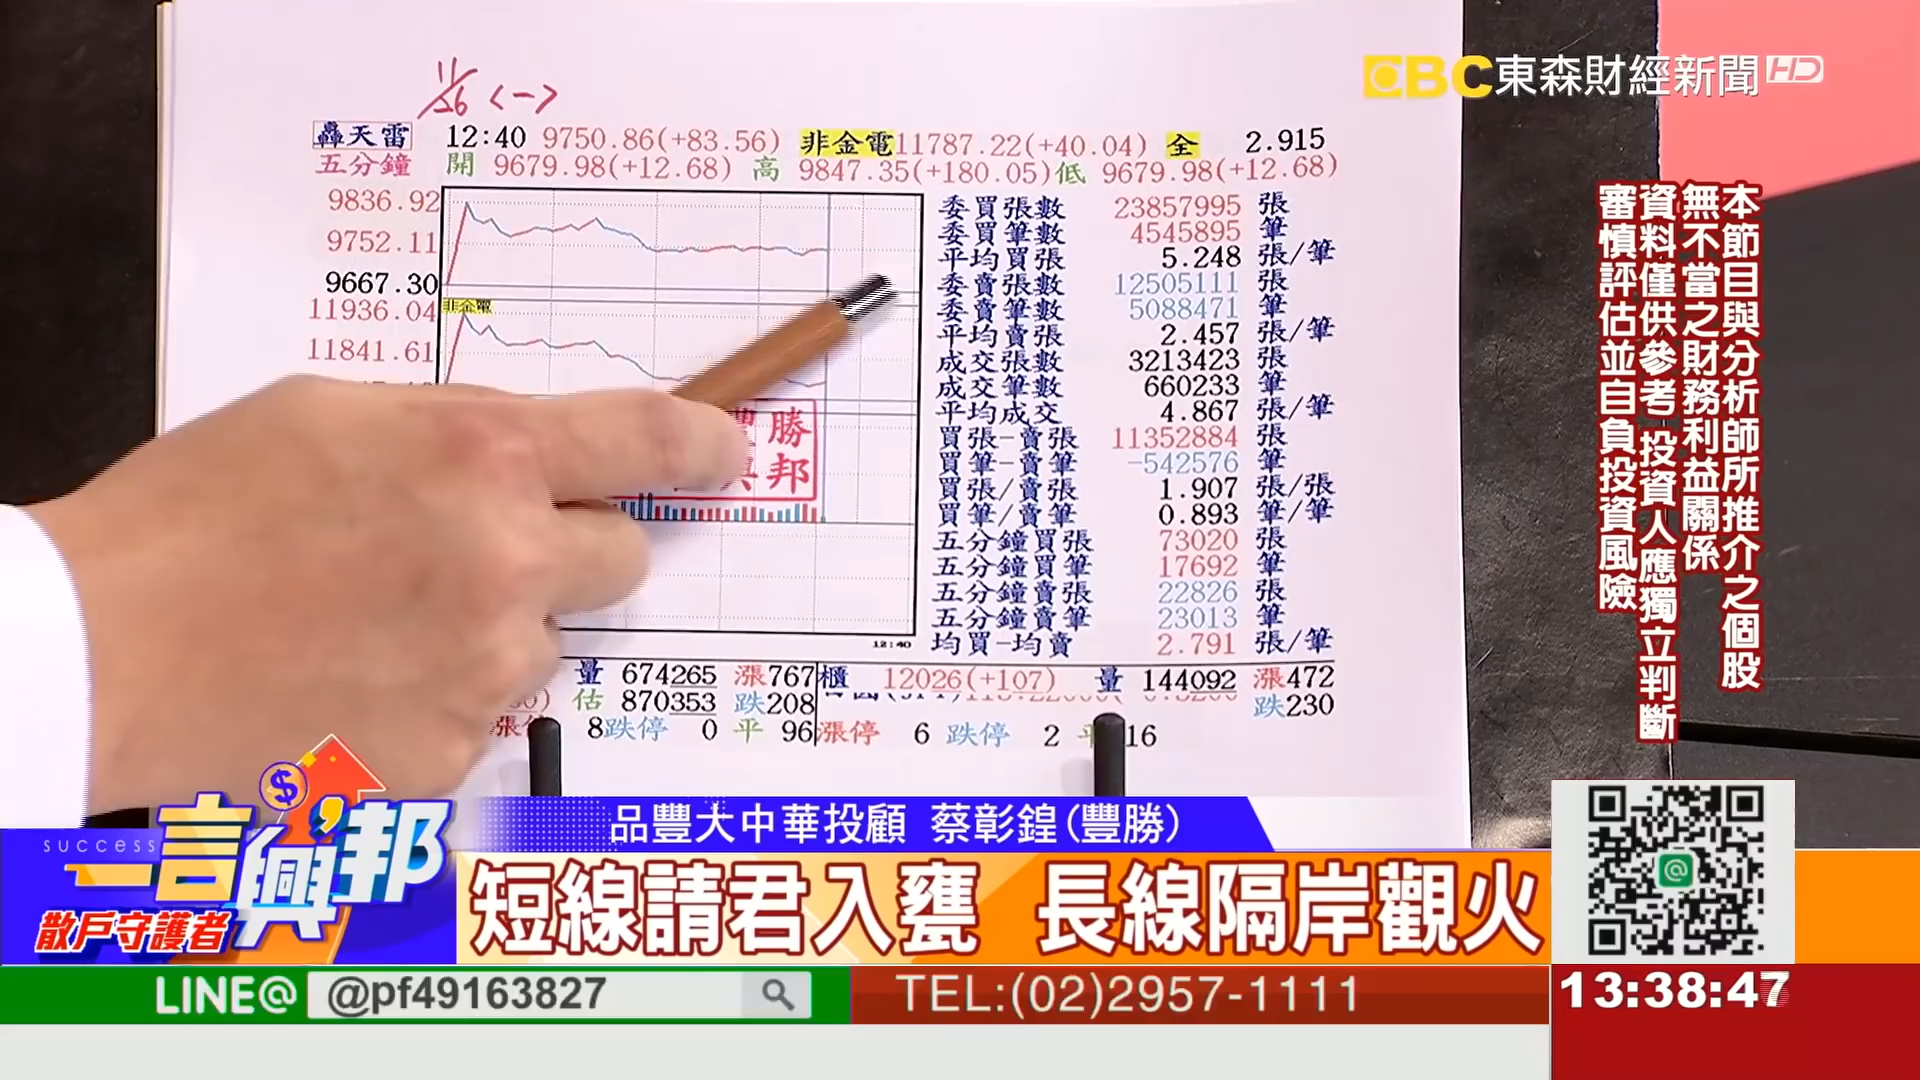 11/26 <一>
EBC東森財經新聞HD
轟天雷 12:40 9750.86(+83.56) 非金電11787.22(+40.04) 全 2.915
五分鐘 開 9679.98(+12.68) 高 9847.35(+180.05)低 9679.98(+12.68)
9836.92
9752.11
9667.30
11936.04
非金電
11841.61
委買張數 23857995 張
委買筆數 4545895 筆
平均買張 5.248 張/筆
委賣張數 12505111 張
委賣筆數 5088471 筆
平均賣張 2.457 張/筆
成交張數 3213423 張
成交筆數 660233 筆
平均成交 4.867 張/筆
買張-賣張 11352884 張
買筆-賣筆 -542576 筆
買張/賣張 1.907 張/張
買筆/賣筆 0.893 筆/筆
五分鐘買張 73020 張
五分鐘買筆 17692 筆
五分鐘賣張 22826 張
五分鐘賣筆 23013 筆
均買-均賣 2.791 張/筆
勝
邦
12:40
量 674265 漲767 櫃 12026(+107) 量 144092 漲472
估 870353 跌208 跌230
漲停 8跌停 0 平 96 漲停 6 跌停 2 平 16
本節目與分析師所推介之個股
無不當之財務利益關係
資料僅供參考 投資人應獨立判斷
審慎評估並自負投資風險
success
一言興邦
散戶守護者
品豐大中華投顧 蔡彰鍠(豐勝)
短線請君入甕 長線隔岸觀火
LINE@ @pf49163827 TEL:(02)2957-1111
13:38:47